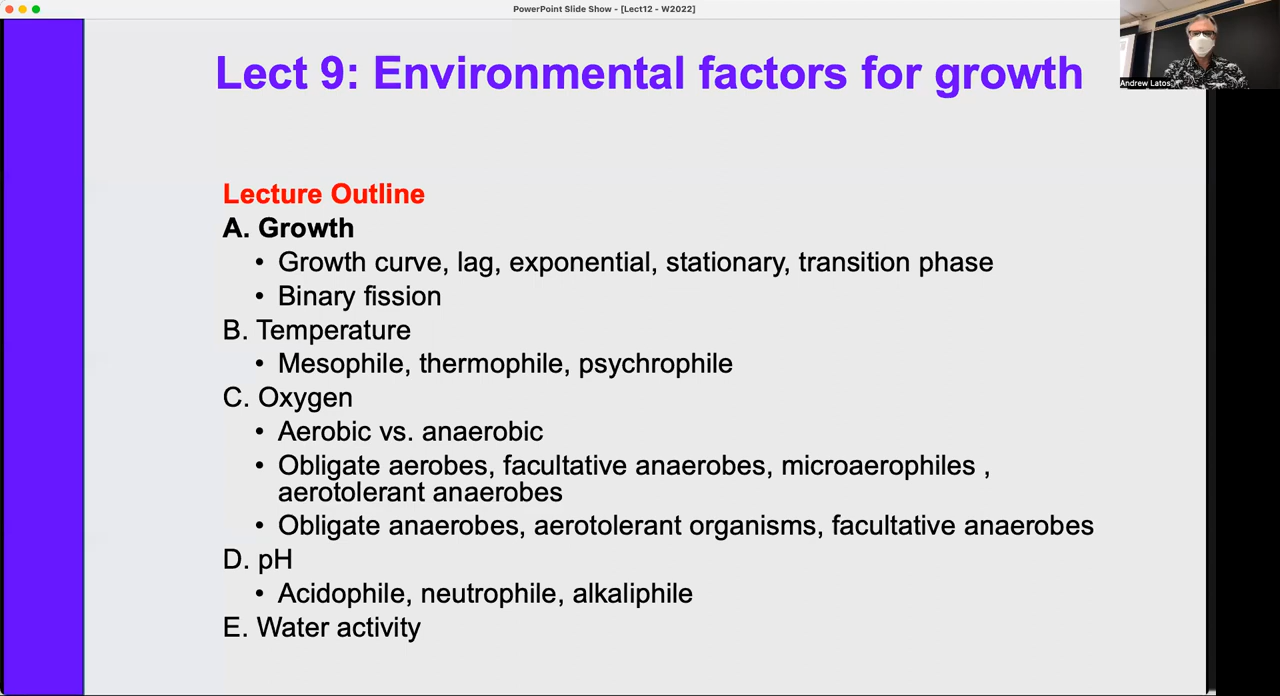 PowerPoint Slide Show - [Lect12 - W2022]
Lect 9: Environmental factors for growth
Andrew Latos
Lecture Outline
A. Growth
• Growth curve, lag, exponential, stationary, transition phase
• Binary fission
B. Temperature
• Mesophile, thermophile, psychrophile
C. Oxygen
• Aerobic vs. anaerobic
• Obligate aerobes, facultative anaerobes, microaerophiles ,
aerotolerant anaerobes
• Obligate anaerobes, aerotolerant organisms, facultative anaerobes
D. pH
• Acidophile, neutrophile, alkaliphile
E. Water activity